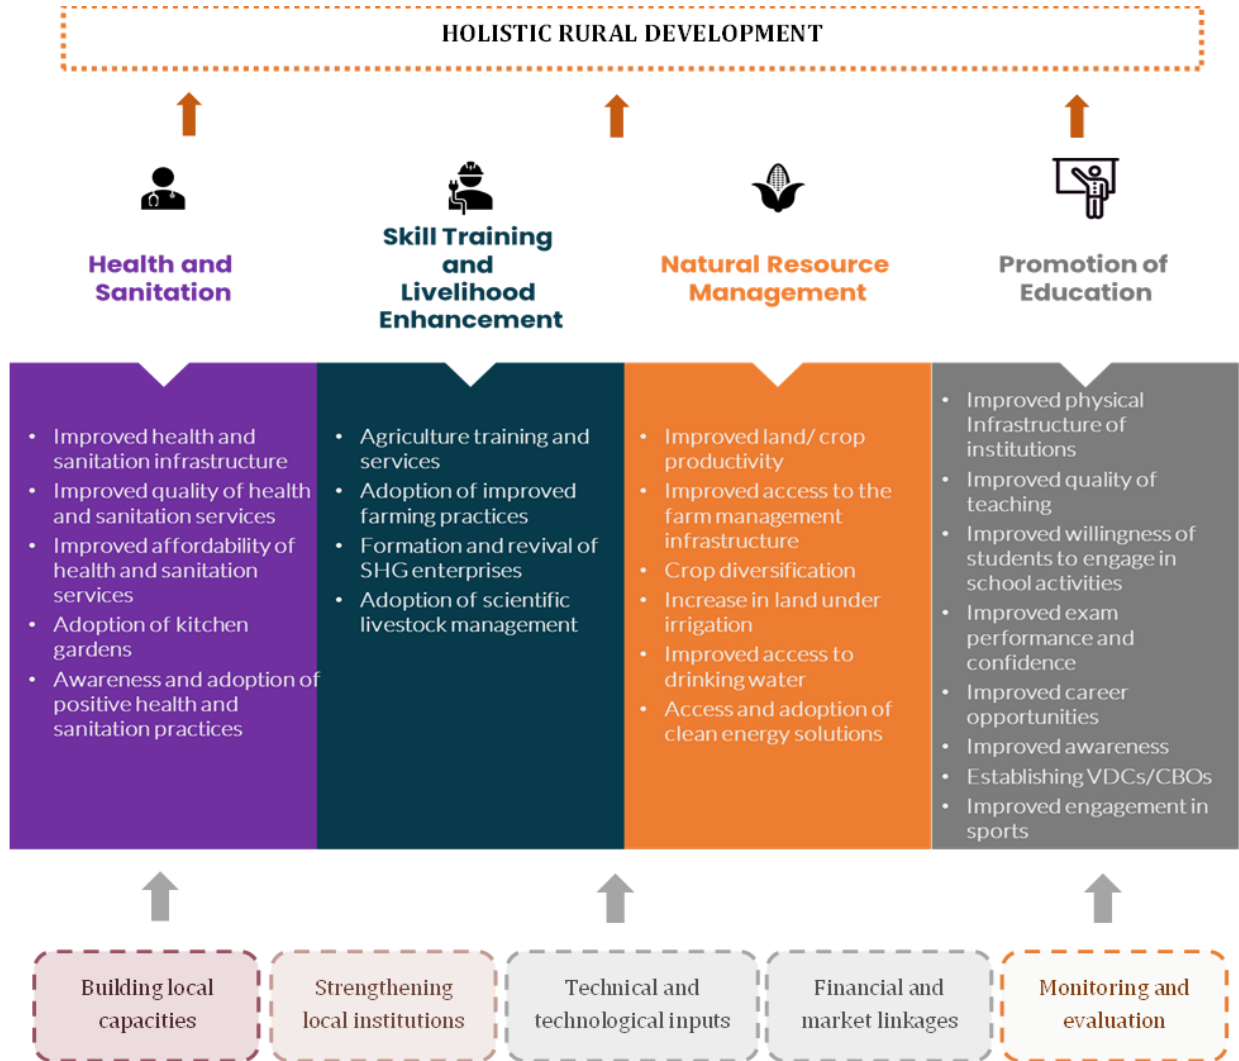 HOLISTIC RURAL DEVELOPMENT
Health and
Sanitation
Skill Training
and
Livelihood
Enhancement
Natural Resource
Management
Promotion of
Education
• Improved health and
sanitation infrastructure
• Improved quality of health
and sanitation services
• Improved affordability of
health and sanitation
services
• Adoption of kitchen
gardens
• Awareness and adoption of
positive health and
sanitation practices
• Agriculture training and
services
• Adoption of improved
farming practices
• Formation and revival of
SHG enterprises
• Adoption of scientific
livestock management
• Improved land/ crop
productivity
• Improved access to the
farm management
infrastructure
• Crop diversification
• Increase in land under
irrigation
• Improved access to
drinking water
• Access and adoption of
clean energy solutions
• Improved physical
Infrastructure of
institutions
• Improved quality of
teaching
• Improved willingness of
students to engage in
school activities
• Improved exam
performance and
confidence
• Improved career
opportunities
• Improved awareness
• Establishing VDCs/CBOs
• Improved engagement in
sports
Building local
capacities
Strengthening
local institutions
Technical and
technological inputs
Financial and
market linkages
Monitoring and
evaluation